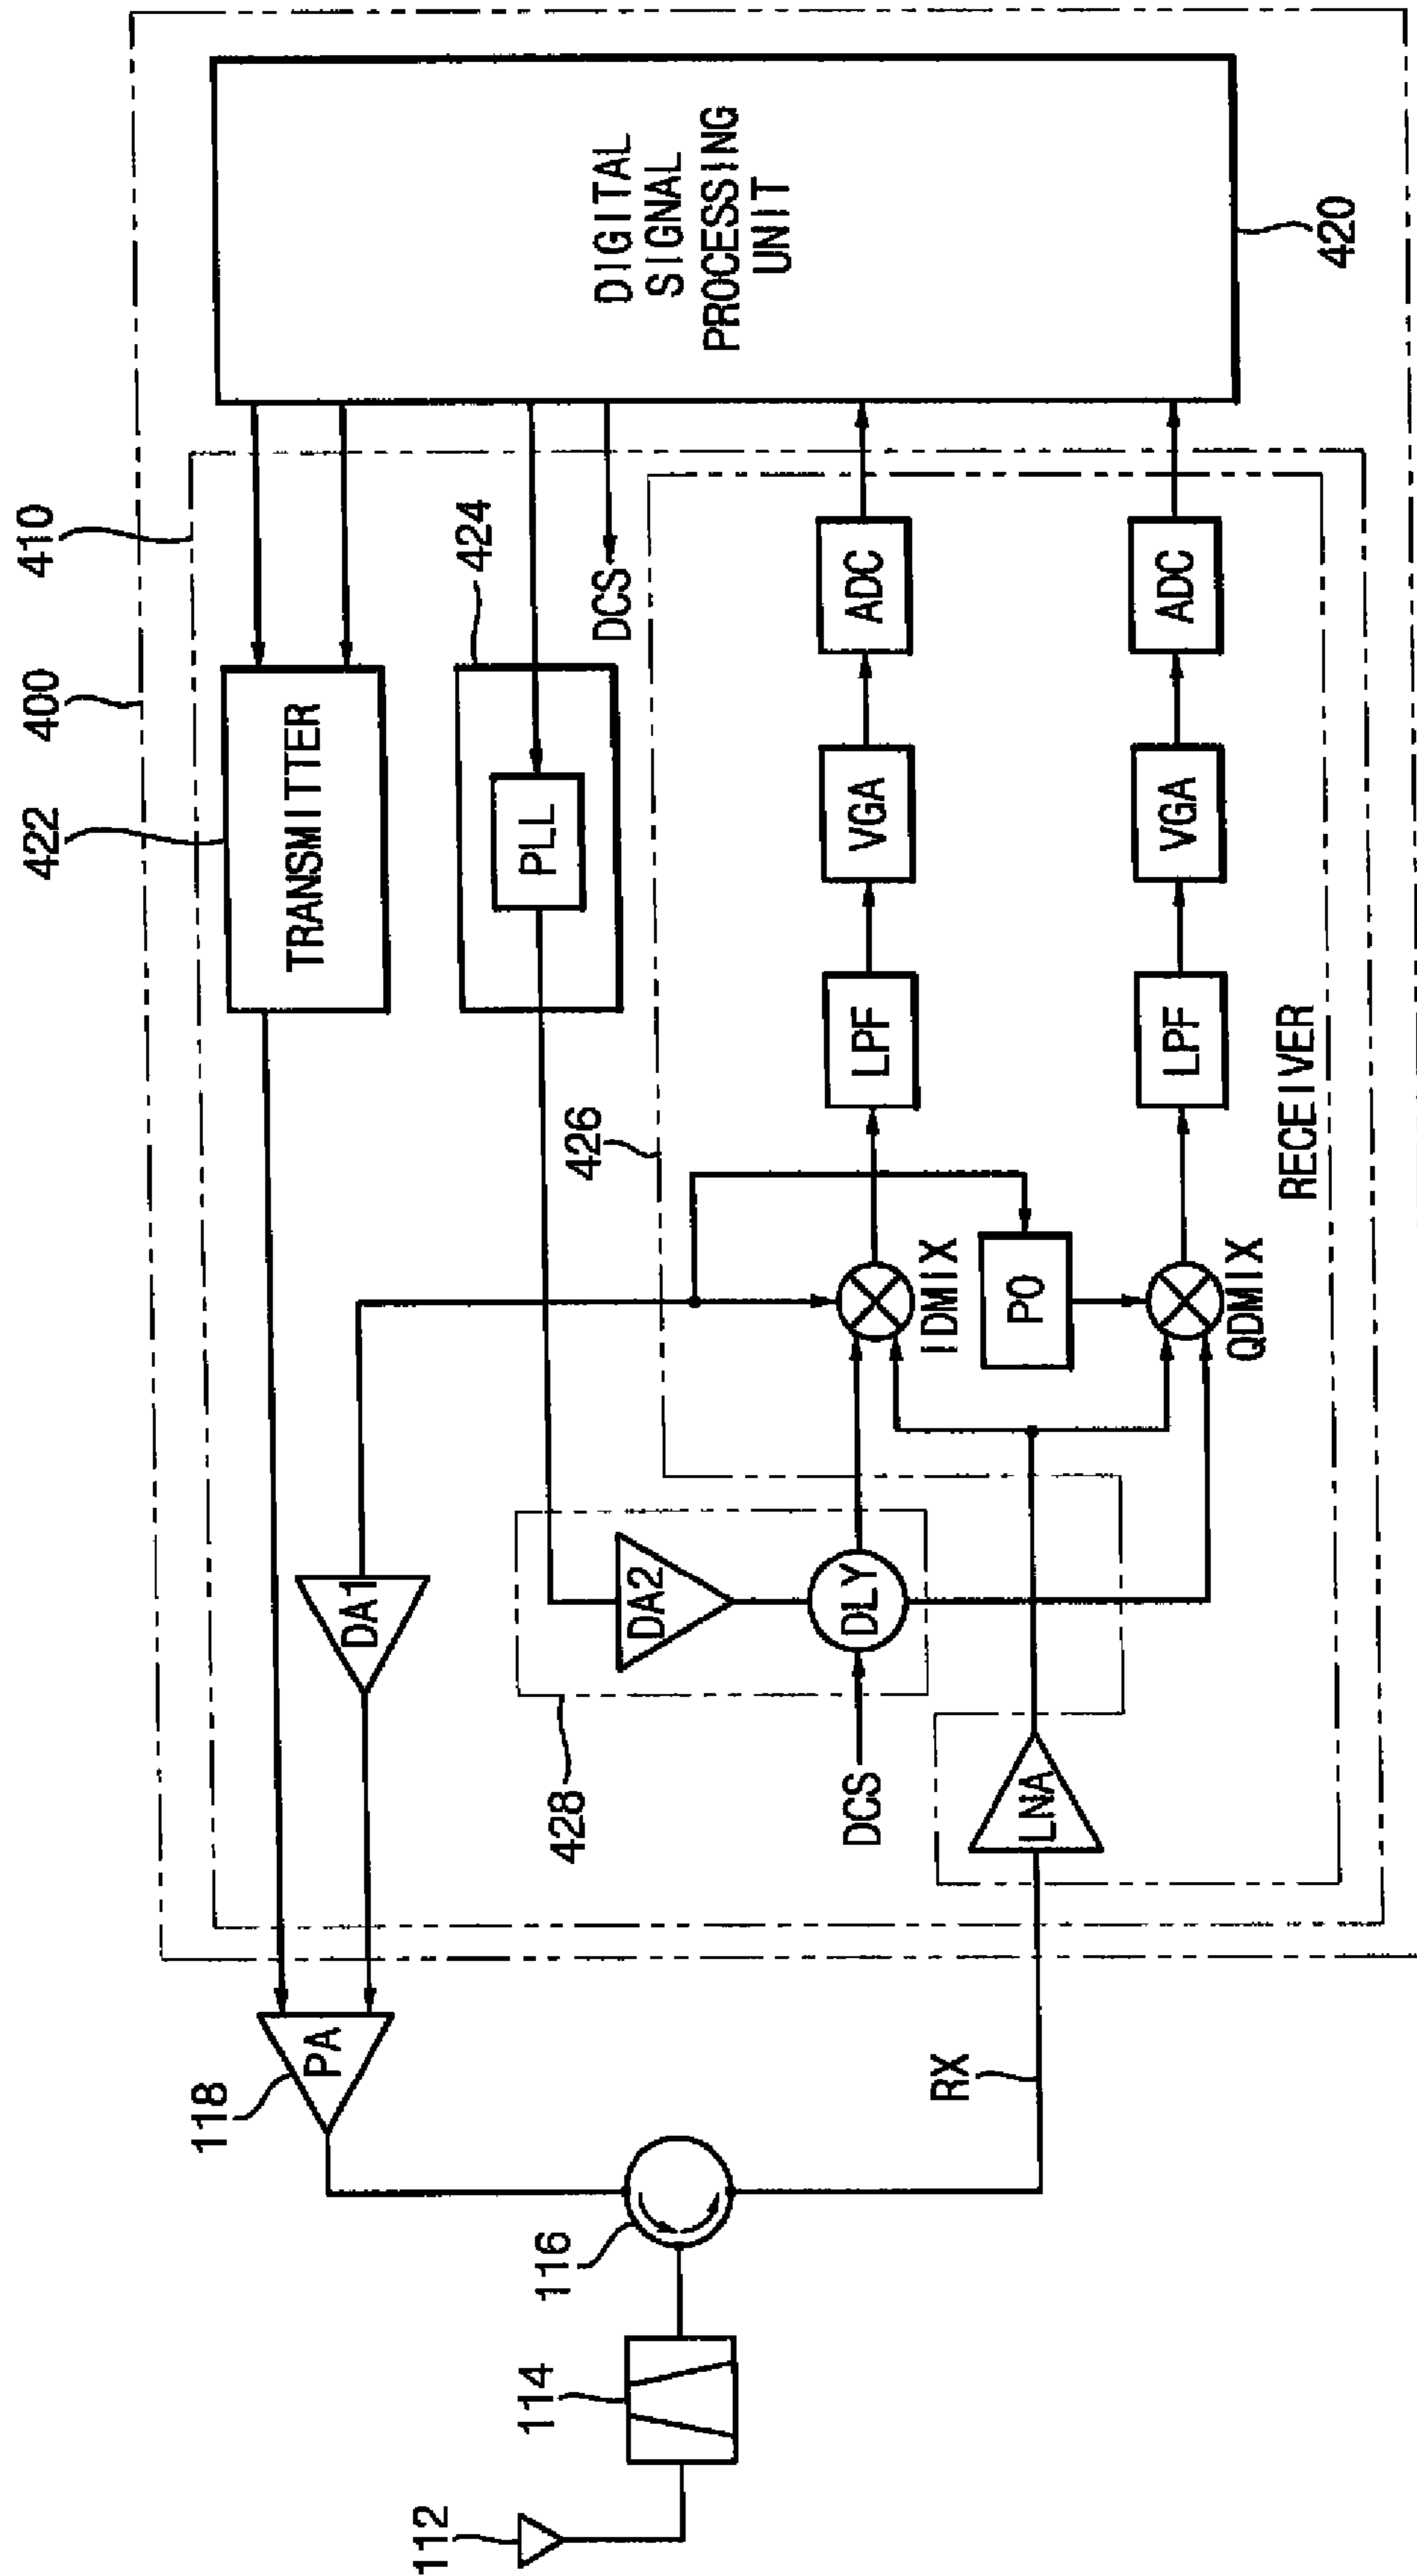 400
410
422
TRANSMITTER
424
PLL
DCS
DIGITAL
SIGNAL
PROCESSING
UNIT
420
118
PA
DA1
426
428
DA2
DLY
DCS
IDMIX
LPF
VGA
ADC
PO
QDMIX
LPF
VGA
ADC
RECEIVER
LNA
RX
112
114
116